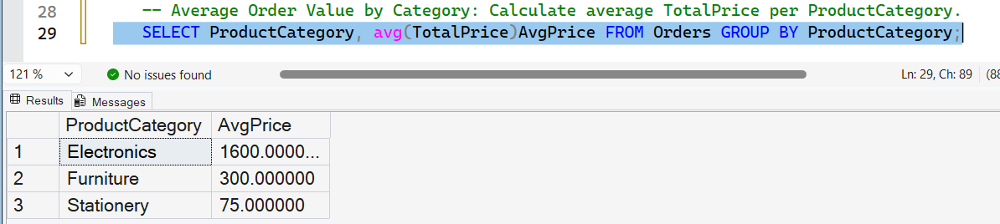 28 -- Average Order Value by Category: Calculate average TotalPrice per ProductCategory.
29 SELECT ProductCategory, avg(TotalPrice)AvgPrice FROM Orders GROUP BY ProductCategory;
121 % No issues found Ln: 29, Ch: 89 (88
Results Messages
ProductCategory AvgPrice
1 Electronics 1600.0000...
2 Furniture 300.000000
3 Stationery 75.000000